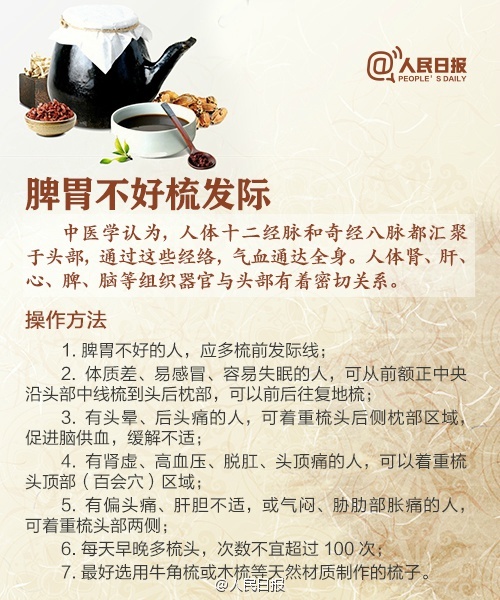 @人民日报
PEOPLE'S DAILY
脾胃不好梳发际
中医学认为，人体十二经脉和奇经八脉都汇聚
于头部，通过这些经络，气血通达全身。人体肾、肝、
心、脾、脑等组织器官与头部有着密切关系。
操作方法
1. 脾胃不好的人，应多梳前发际线；
2. 体质差、易感冒、容易失眠的人，可从前额正中央
沿头部中线梳到头后枕部，可以前后往复地梳；
3. 有头晕、后头痛的人，可着重梳头后侧枕部区域，
促进脑供血，缓解不适；
4. 有肾虚、高血压、脱肛、头顶痛的人，可以着重梳
头顶部（百会穴）区域；
5. 有偏头痛、肝胆不适，或气闷、胁肋部胀痛的人，
可着重梳头部两侧；
6. 每天早晚多梳头，次数不宜超过 100 次；
7. 最好选用牛角梳或木梳等天然材质制作的梳子。
@人民日报